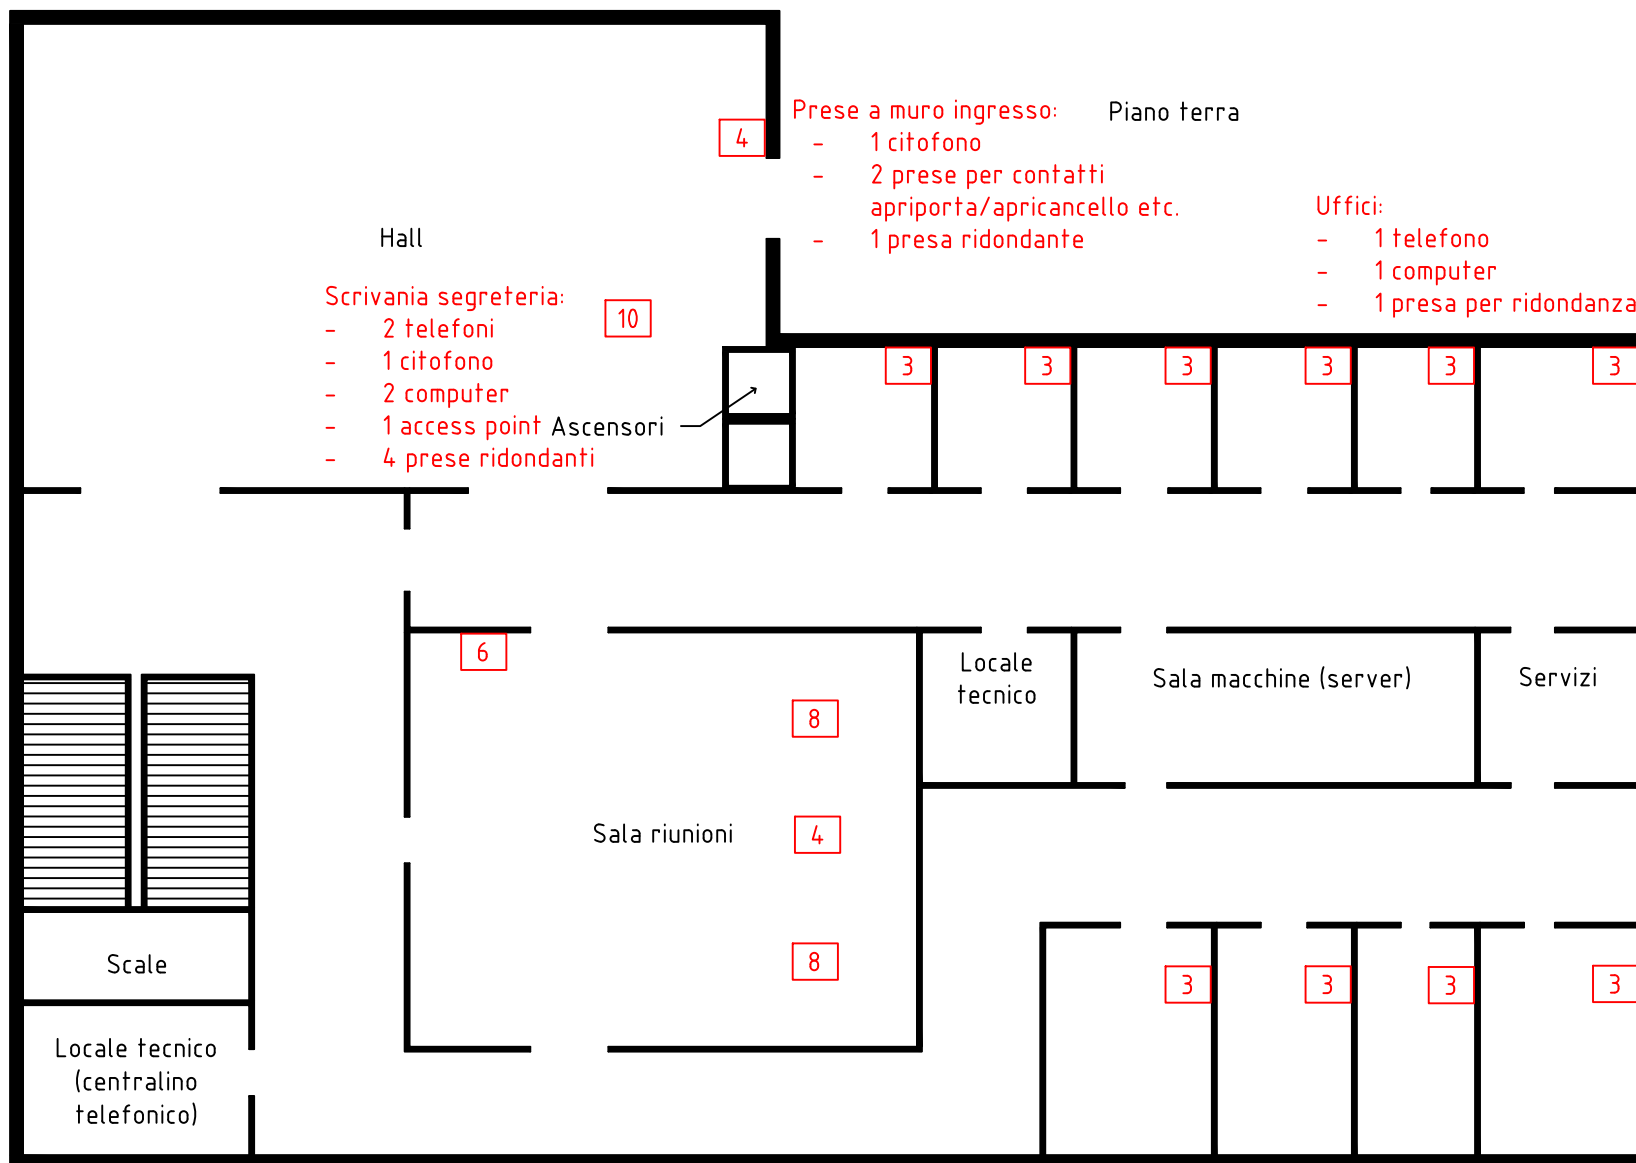 Prese a muro ingresso:
- 1 citofono
- 2 prese per contatti
apriporta/apricancello etc.
- 1 presa ridondante
Piano terra
4
Uffici:
- 1 telefono
- 1 computer
- 1 presa per ridondanza
Hall
Scrivania segreteria:
- 2 telefoni
- 1 citofono
- 2 computer
- 1 access point
- 4 prese ridondanti
10
Ascensori
3
3
3
3
3
3
6
8
4
8
Sala riunioni
Locale
tecnico
Sala macchine (server)
Servizi
Scale
Locale tecnico
(centralino
telefonico)
3
3
3
3